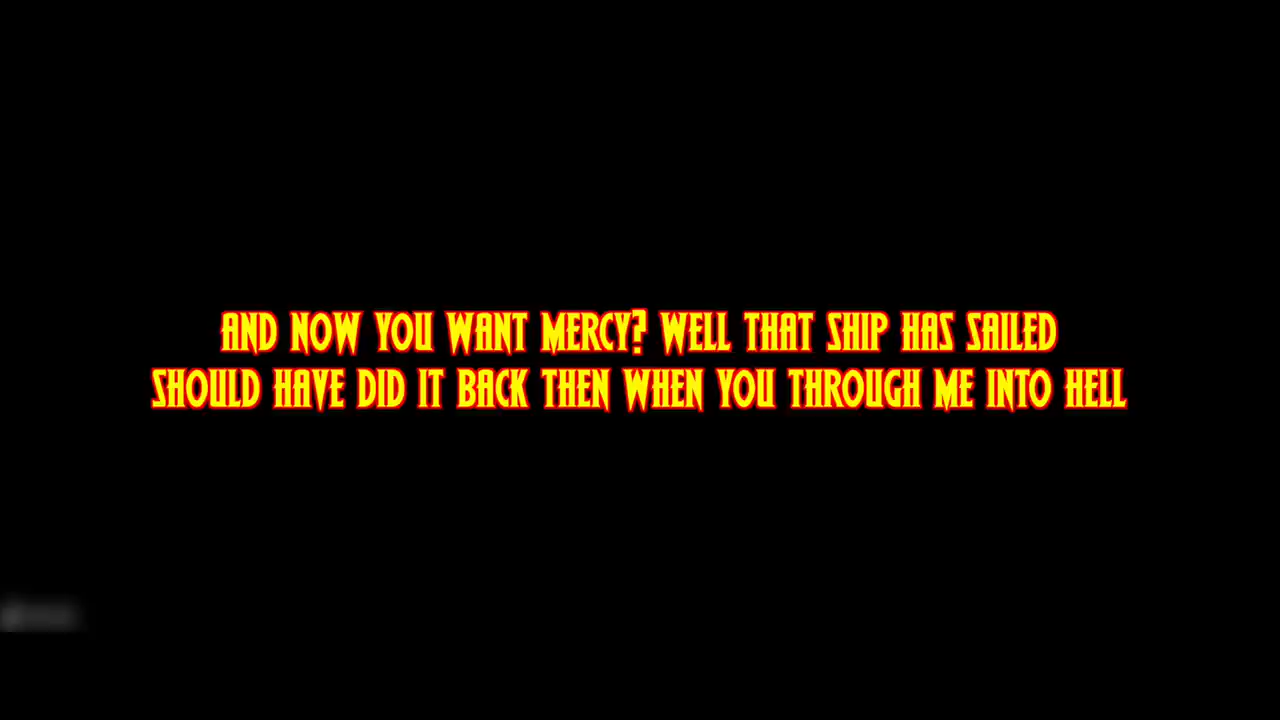 AND NOW YOU WANT MERCY? WELL THAT SHIP HAS SAILED
SHOULD HAVE DID IT BACK THEN WHEN YOU THROUGH ME INTO HELL